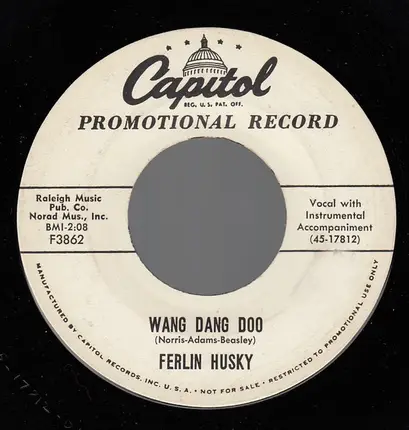 Capitol
REG. U. S. PAT. OFF.
PROMOTIONAL RECORD
Raleigh Music
Pub. Co.
Norad Mus., Inc.
BMI-2:08
F3862
Vocal with
Instrumental
Accompaniment
(45-17812)
WANG DANG DOO
(Norris-Adams-Beasley)
FERLIN HUSKY
MANUFACTURED BY CAPITOL RECORDS, INC. U. S. A. • NOT FOR SALE • RESTRICTED TO PROMOTIONAL USE ONLY